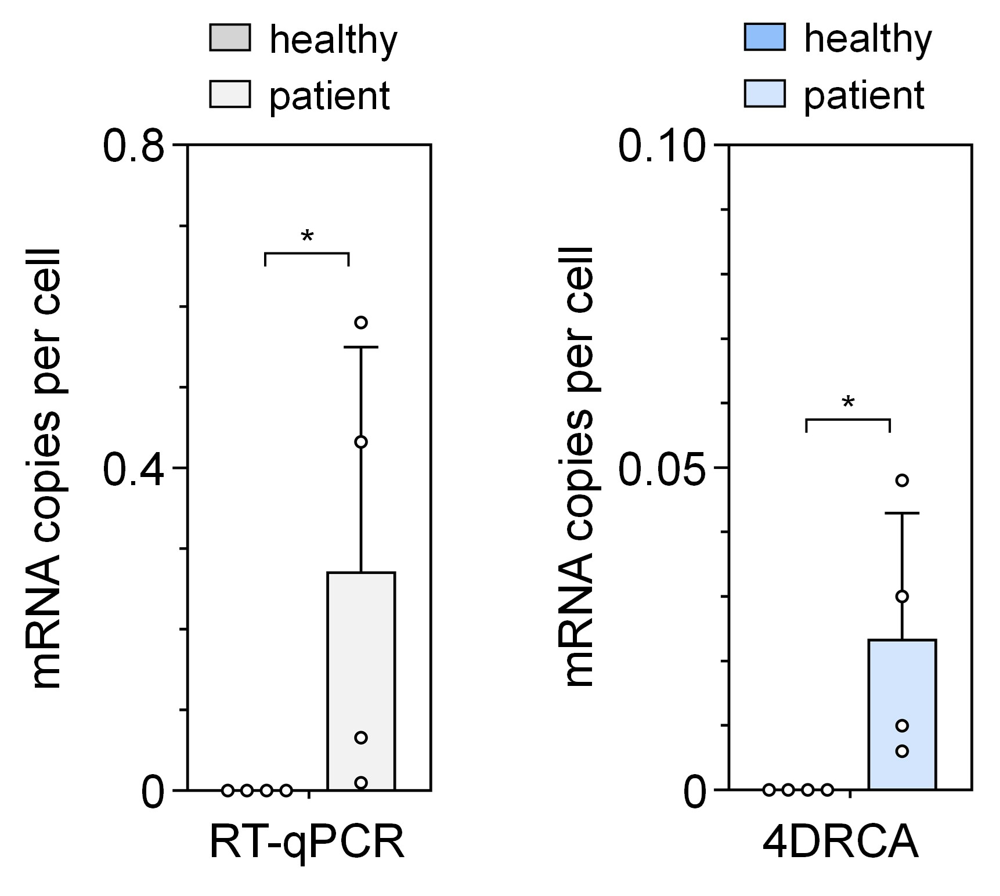 healthy
patient
0.8
*
0.4
0
mRNA copies per cell
RT-qPCR
healthy
patient
0.10
*
0.05
0
mRNA copies per cell
4DRCA